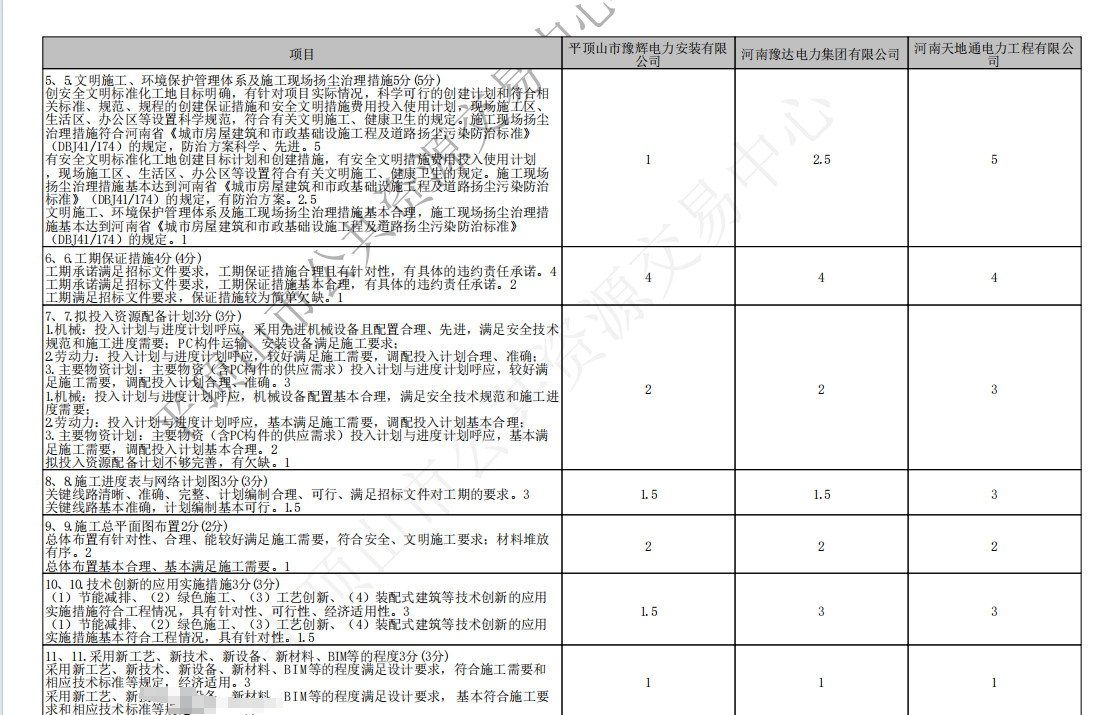 项目
平顶山市豫辉电力安装有限
公司
河南豫达电力集团有限公司
河南天地通电力工程有限公
司
5、5.文明施工、环境保护管理体系及施工现场扬尘治理措施5分(5分)
创安全文明标准化工地目标明确，有针对项目实际情况，科学可行的创建计划和符合相
关标准、规范、规程的创建保证措施和安全文明措施费用投入使用计划，现场施工区、
生活区、办公区等设置科学规范，符合有关文明施工、健康卫生的规定。施工现场扬尘
治理措施符合河南省《城市房屋建筑和市政基础设施工程及道路扬尘污染防治标准》
（DBJ41/174）的规定，防治方案科学、先进。5
有安全文明标准化工地创建目标计划和创建措施，有安全文明措施费用投入使用计划
，现场施工区、生活区、办公区等设置符合有关文明施工、健康卫生的规定。施工现场
扬尘治理措施基本达到河南省《城市房屋建筑和市政基础设施工程及道路扬尘污染防治
标准》（DBJ41/174）的规定，有防治方案。2.5
文明施工、环境保护管理体系及施工现场扬尘治理措施基本合理，施工现场扬尘治理措
施基本达到河南省《城市房屋建筑和市政基础设施工程及道路扬尘污染防治标准》
（DBJ41/174）的规定。1
1
2.5
5
6、6.工期保证措施4分(4分)
工期承诺满足招标文件要求，工期保证措施合理且有针对性，有具体的违约责任承诺。4
工期承诺满足招标文件要求，工期保证措施基本合理，有具体的违约责任承诺。2
工期满足招标文件要求，保证措施较为简单欠缺。1
4
4
4
7、7.拟投入资源配备计划3分(3分)
1.机械：投入计划与进度计划呼应，采用先进机械设备且配置合理、先进，满足安全技术
规范和施工进度需要；PC构件运输、安装设备满足施工要求；
2.劳动力：投入计划与进度计划呼应，较好满足施工需要，调配投入计划合理、准确；
3.主要物资计划：主要物资（含PC构件的供应需求）投入计划与进度计划呼应，较好满
足施工需要，调配投入计划合理、准确。3
1.机械：投入计划与进度计划呼应，机械设备配置基本合理，满足安全技术规范和施工进
度需要；
2.劳动力：投入计划与进度计划呼应，基本满足施工需要，调配投入计划基本合理；
3.主要物资计划：主要物资（含PC构件的供应需求）投入计划与进度计划呼应，基本满
足施工需要，调配投入计划基本合理。2
拟投入资源配备计划不够完善，有欠缺。1
2
2
3
8、8.施工进度表与网络计划图3分(3分)
关键线路清晰、准确、完整、计划编制合理、可行、满足招标文件对工期的要求。3
关键线路基本准确，计划编制基本可行。1.5
1.5
1.5
3
9、9.施工总平面图布置2分(2分)
总体布置有针对性、合理、能较好满足施工需要，符合安全、文明施工要求；材料堆放
有序。2
总体布置基本合理、基本满足施工需要。1
2
2
2
10、10.技术创新的应用实施措施3分(3分)
（1）节能减排、（2）绿色施工、（3）工艺创新、（4）装配式建筑等技术创新的应用
实施措施符合工程情况，具有针对性、可行性、经济适用性。3
（1）节能减排、（2）绿色施工、（3）工艺创新、（4）装配式建筑等技术创新的应用
实施措施基本符合工程情况，具有针对性。1.5
1.5
3
3
11、11.采用新工艺、新技术、新设备、新材料、BIM等的程度3分(3分)
采用新工艺、新技术、新设备、新材料、BIM等的程度满足设计要求，符合施工需要和
相应技术标准等规定，经济适用。3
采用新工艺、新 设备、新材料、BIM等的程度满足设计要求，基本符合施工要
求和相应技术标准等规
1
1
1
平顶山市公共资源交易中心
平顶山市公共资源交易中心